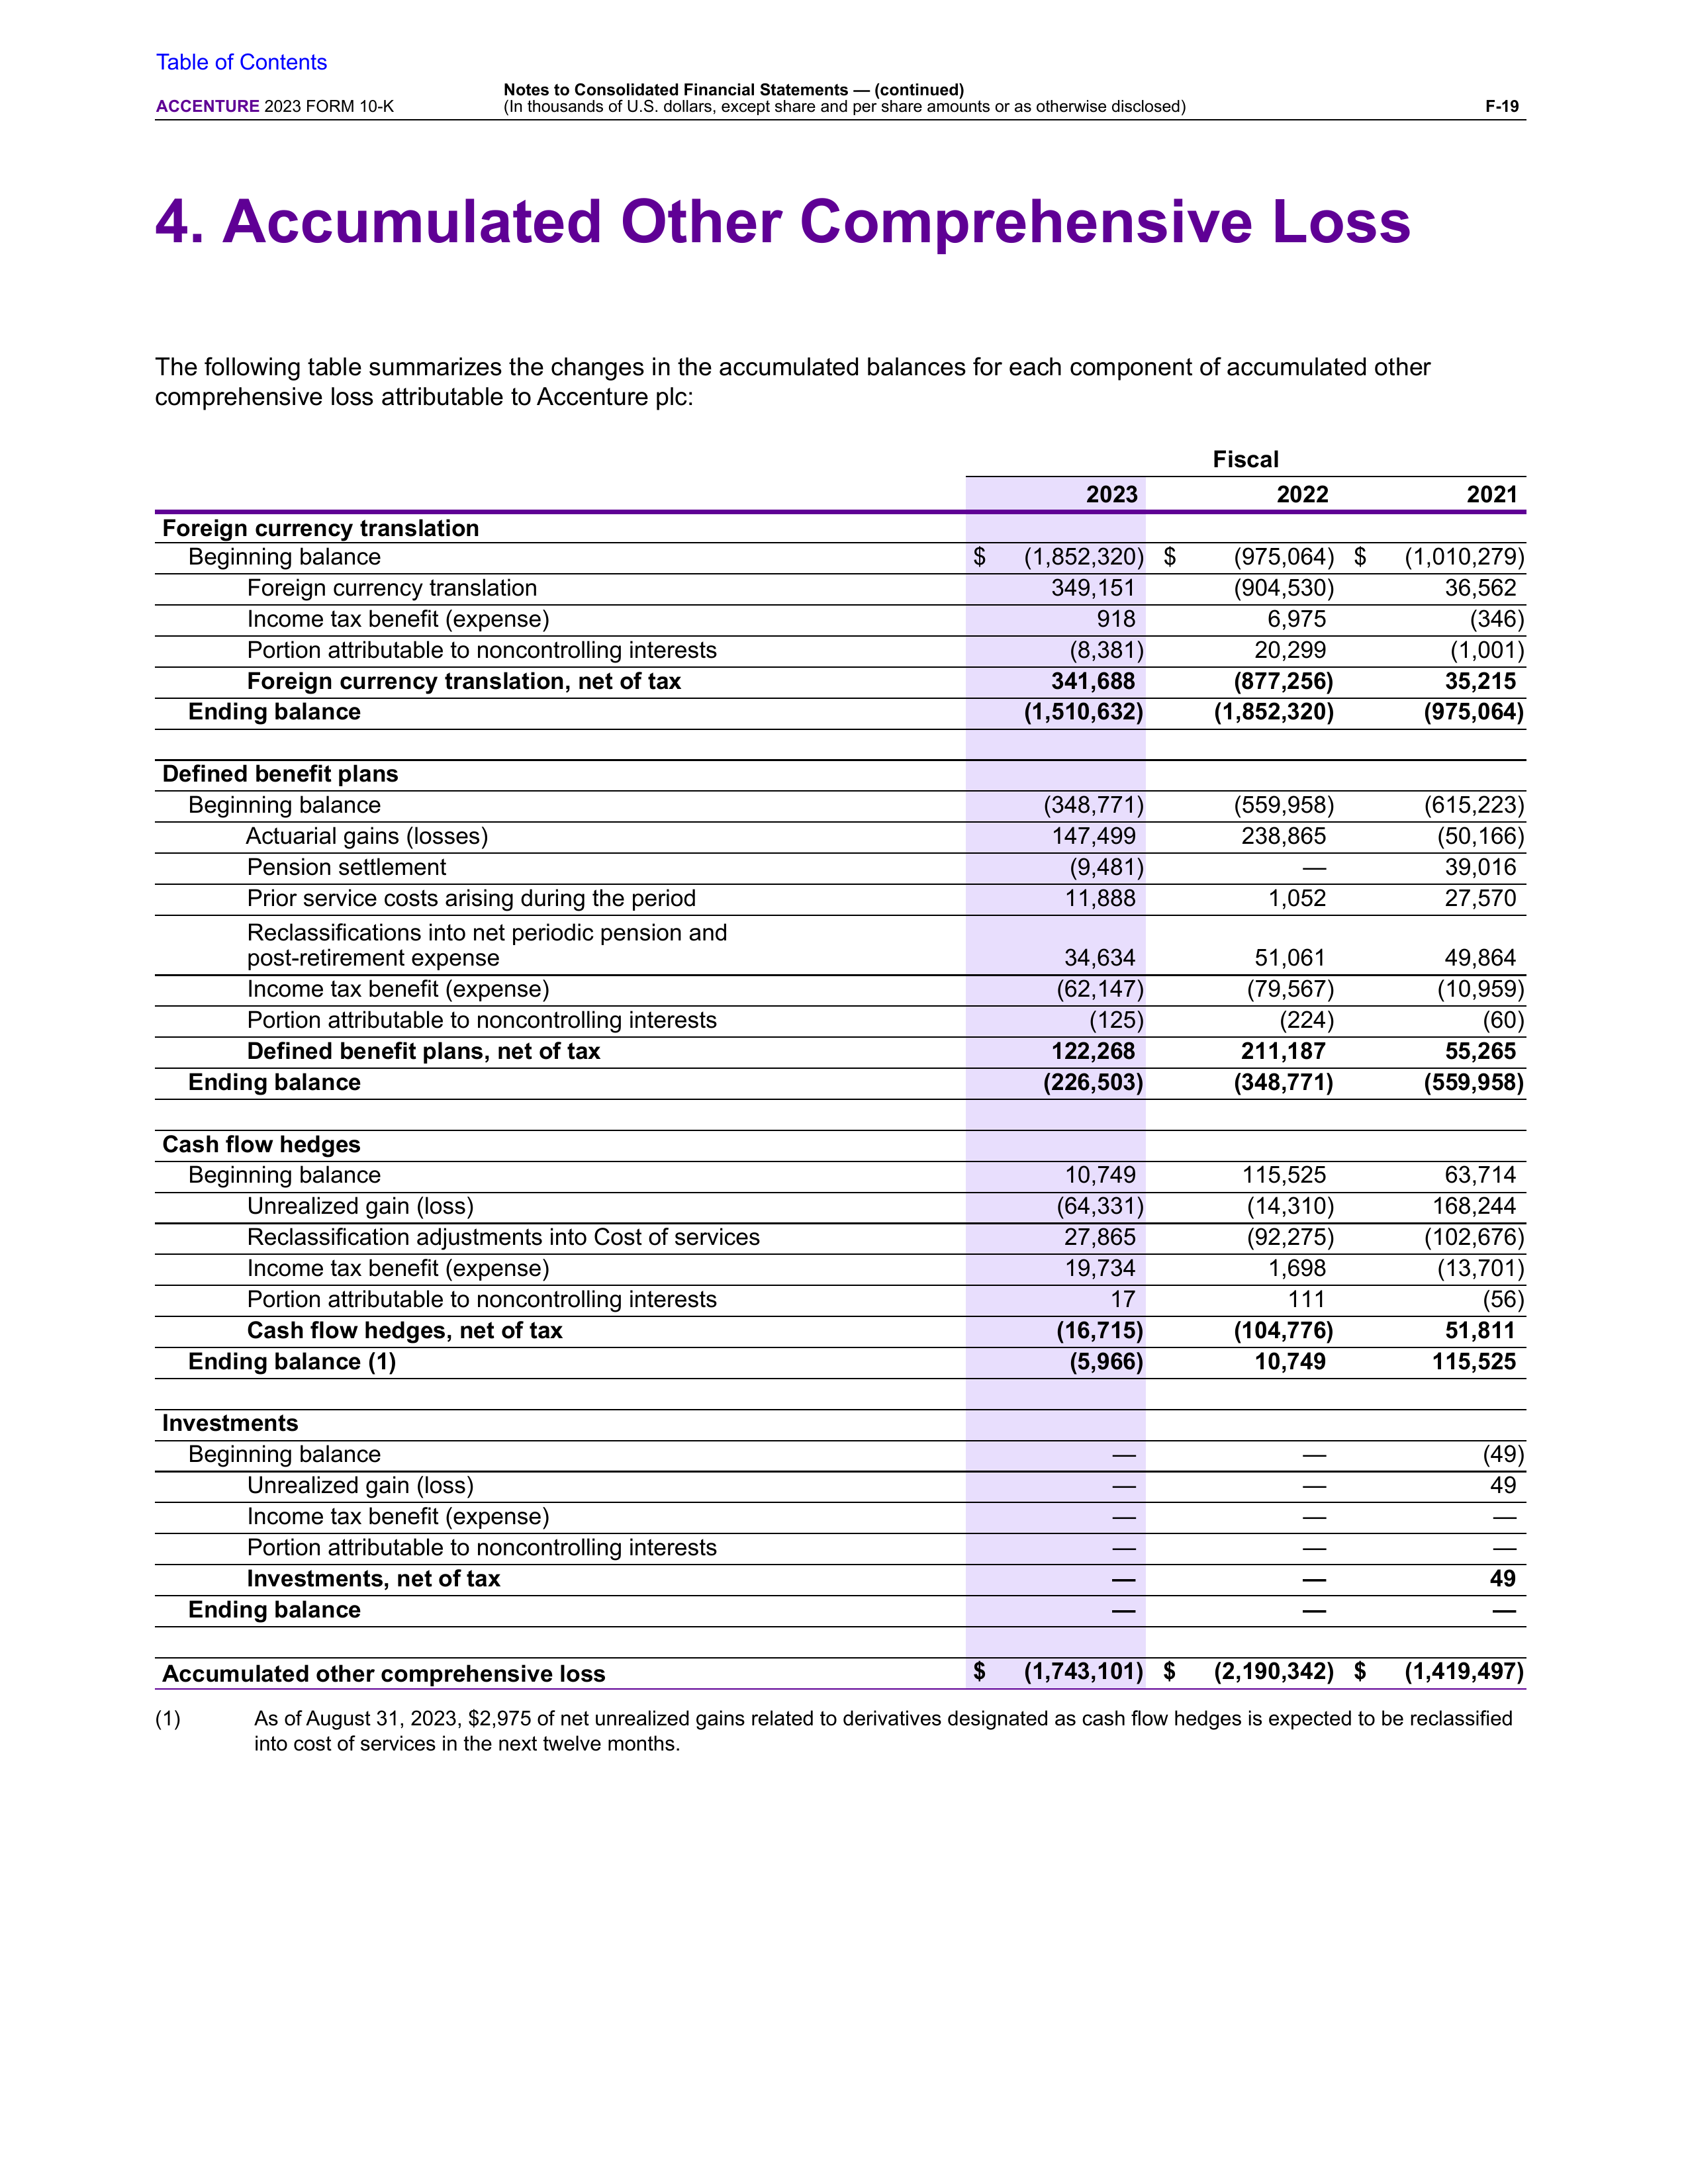 Table of Contents
Notes to Consolidated Financial Statements — (continued)
ACCENTURE 2023 FORM 10-K (In thousands of U.S. dollars, except share and per share amounts or as otherwise disclosed) F-19
4. Accumulated Other Comprehensive Loss
The following table summarizes the changes in the accumulated balances for each component of accumulated other
comprehensive loss attributable to Accenture plc:
Fiscal
2023 2022 2021
Foreign currency translation
Beginning balance $ (1,852,320) $ (975,064) $ (1,010,279)
Foreign currency translation 349,151 (904,530) 36,562
Income tax benefit (expense) 918 6,975 (346)
Portion attributable to noncontrolling interests (8,381) 20,299 (1,001)
Foreign currency translation, net of tax 341,688 (877,256) 35,215
Ending balance (1,510,632) (1,852,320) (975,064)
Defined benefit plans
Beginning balance (348,771) (559,958) (615,223)
Actuarial gains (losses) 147,499 238,865 (50,166)
Pension settlement (9,481) — 39,016
Prior service costs arising during the period 11,888 1,052 27,570
Reclassifications into net periodic pension and
post-retirement expense 34,634 51,061 49,864
Income tax benefit (expense) (62,147) (79,567) (10,959)
Portion attributable to noncontrolling interests (125) (224) (60)
Defined benefit plans, net of tax 122,268 211,187 55,265
Ending balance (226,503) (348,771) (559,958)
Cash flow hedges
Beginning balance 10,749 115,525 63,714
Unrealized gain (loss) (64,331) (14,310) 168,244
Reclassification adjustments into Cost of services 27,865 (92,275) (102,676)
Income tax benefit (expense) 19,734 1,698 (13,701)
Portion attributable to noncontrolling interests 17 111 (56)
Cash flow hedges, net of tax (16,715) (104,776) 51,811
Ending balance (1) (5,966) 10,749 115,525
Investments
Beginning balance — — (49)
Unrealized gain (loss) — — 49
Income tax benefit (expense) — — —
Portion attributable to noncontrolling interests — — —
Investments, net of tax — — 49
Ending balance — — —
Accumulated other comprehensive loss $ (1,743,101) $ (2,190,342) $ (1,419,497)
(1) As of August 31, 2023, $2,975 of net unrealized gains related to derivatives designated as cash flow hedges is expected to be reclassified
into cost of services in the next twelve months.